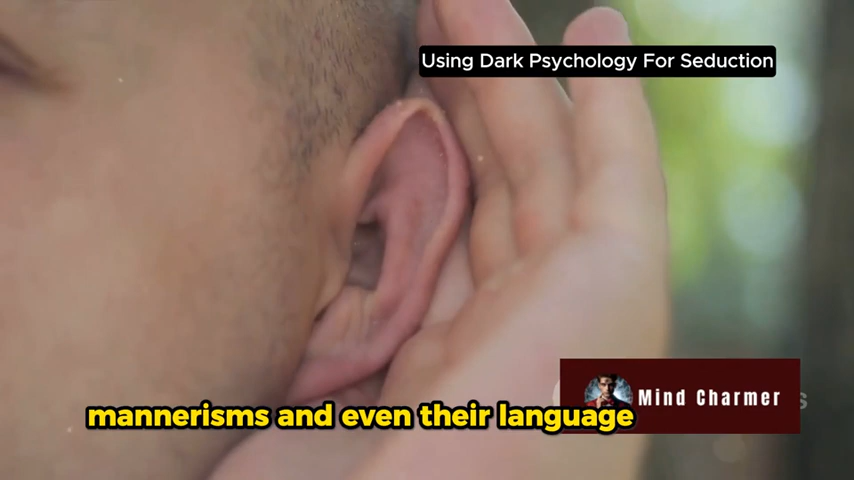 Using Dark Psychology For Seduction
Mind Charmer
mannerisms and even their language